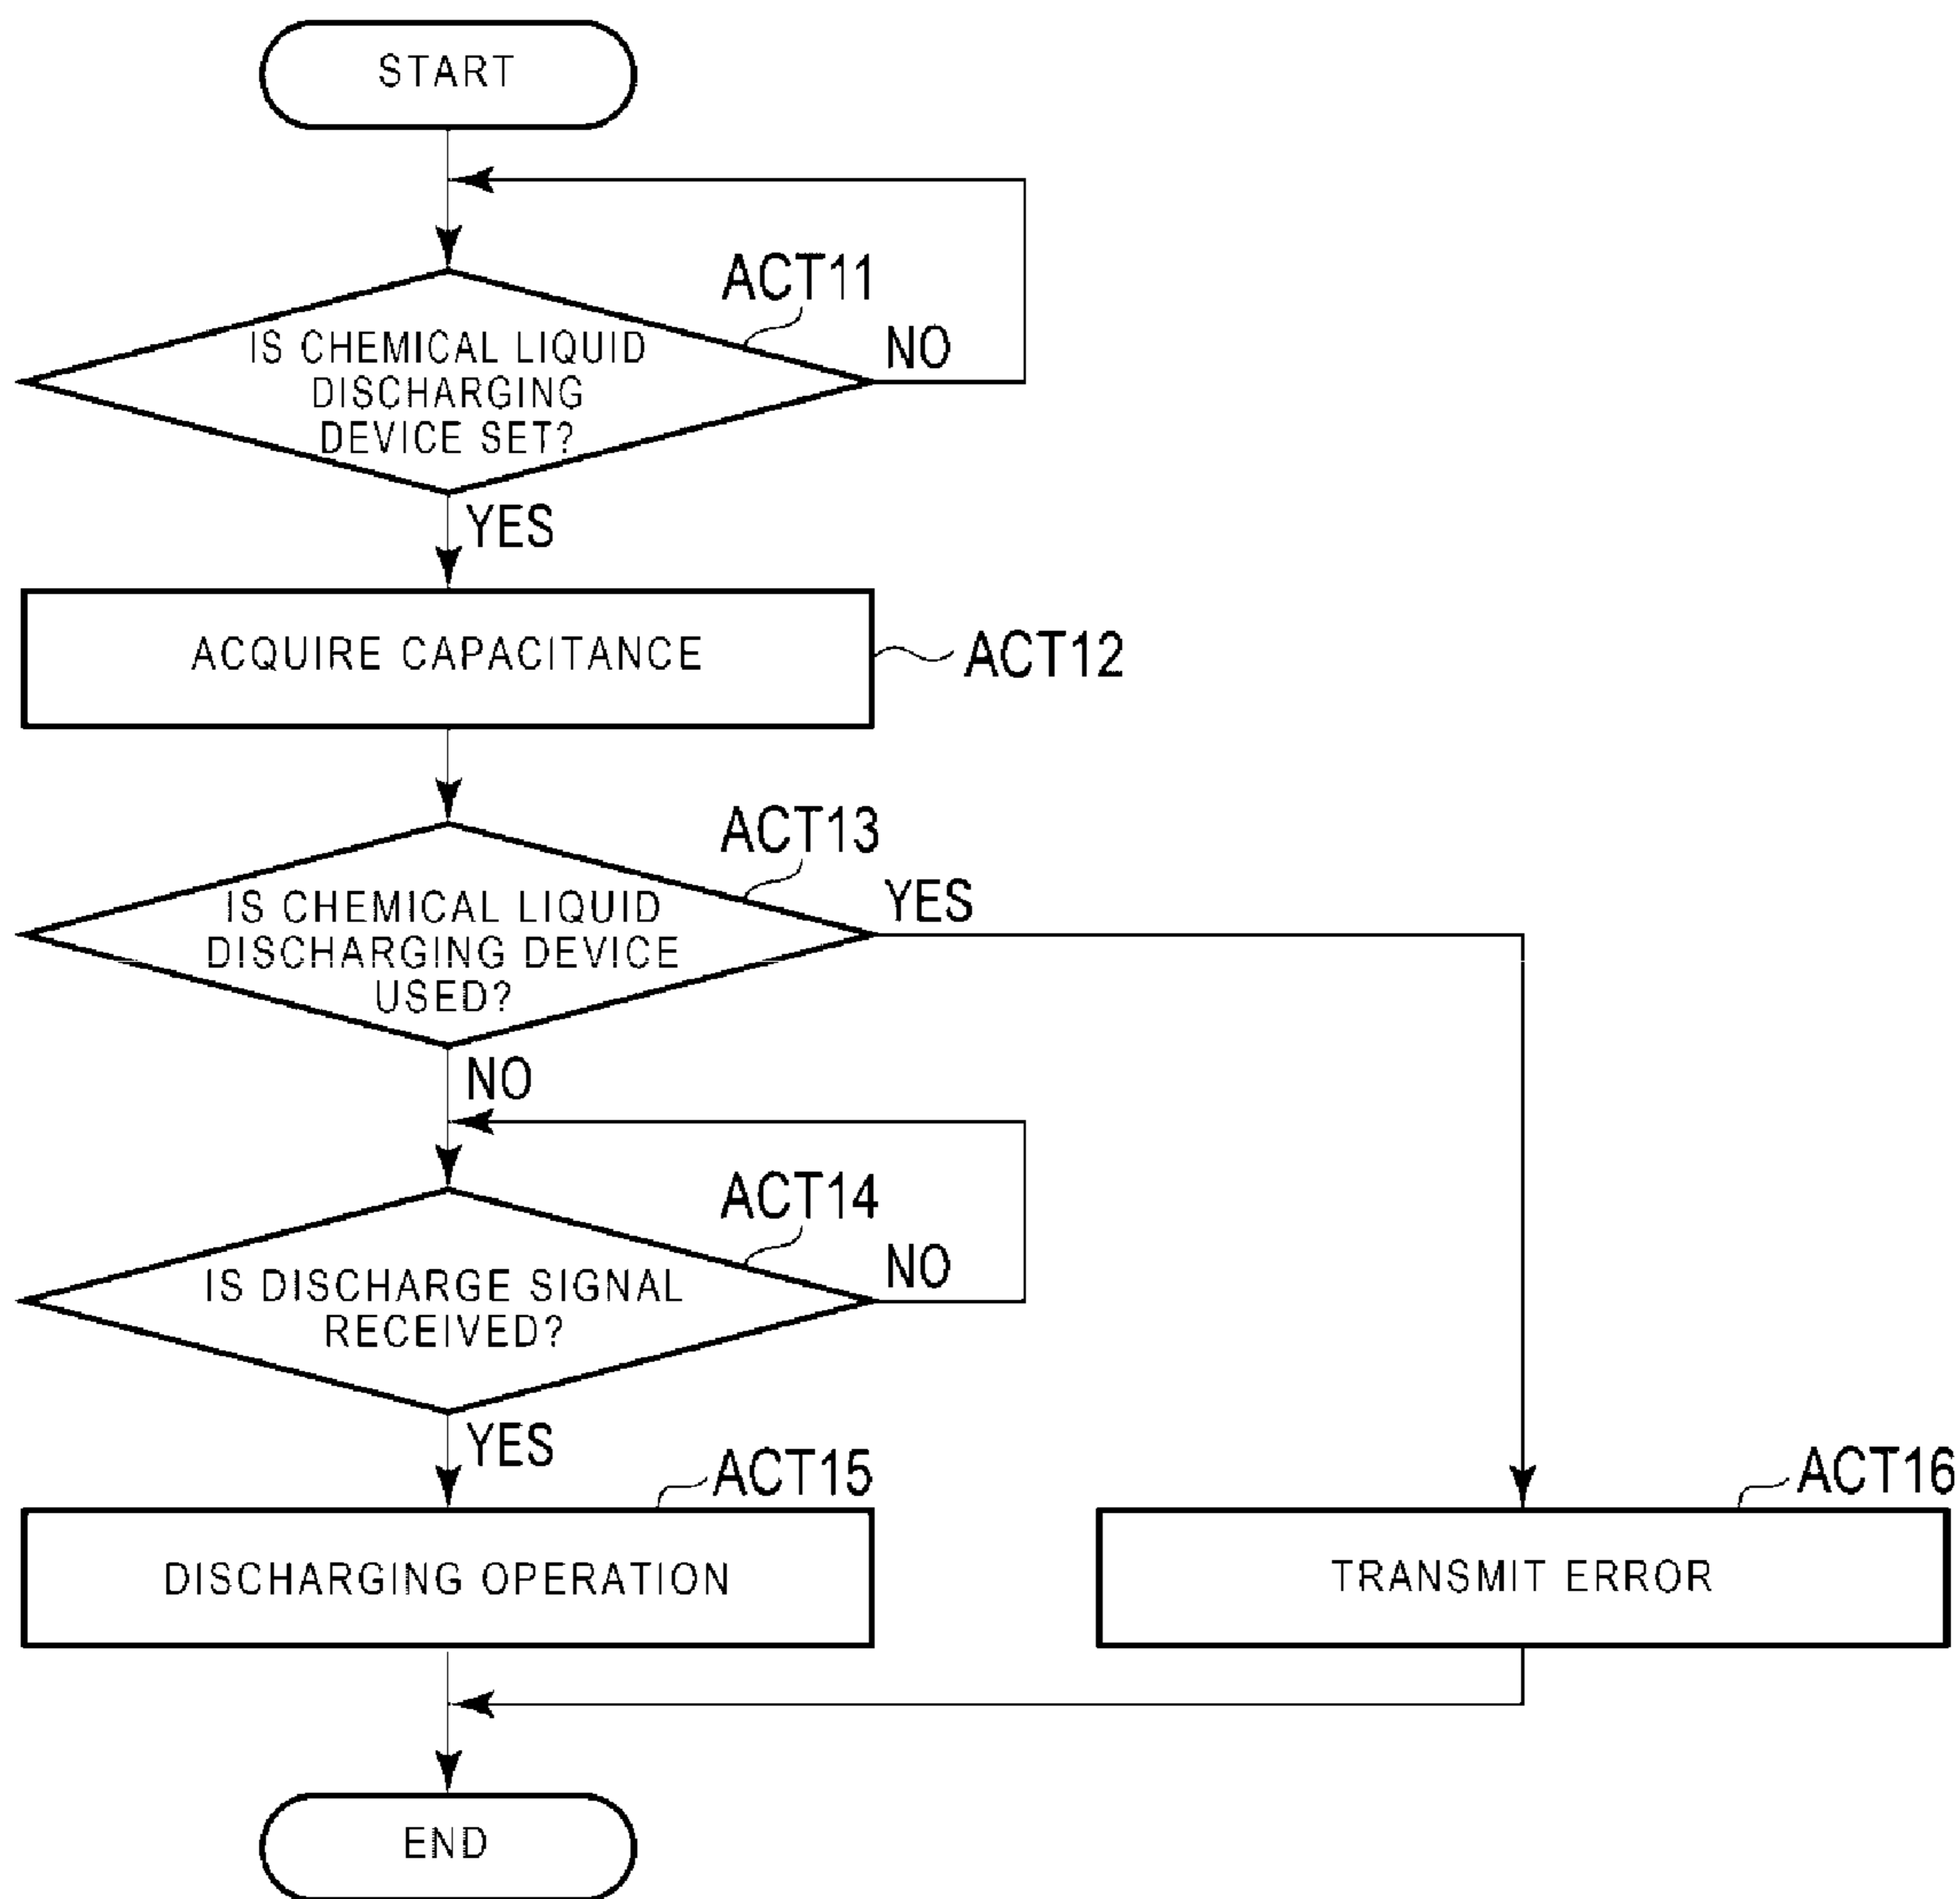 START
ACT11
IS CHEMICAL LIQUID
DISCHARGING
DEVICE SET?
NO
YES
ACQUIRE CAPACITANCE
ACT12
ACT13
IS CHEMICAL LIQUID
DISCHARGING DEVICE
USED?
YES
NO
ACT14
IS DISCHARGE SIGNAL
RECEIVED?
NO
YES
ACT15
DISCHARGING OPERATION
ACT16
TRANSMIT ERROR
END